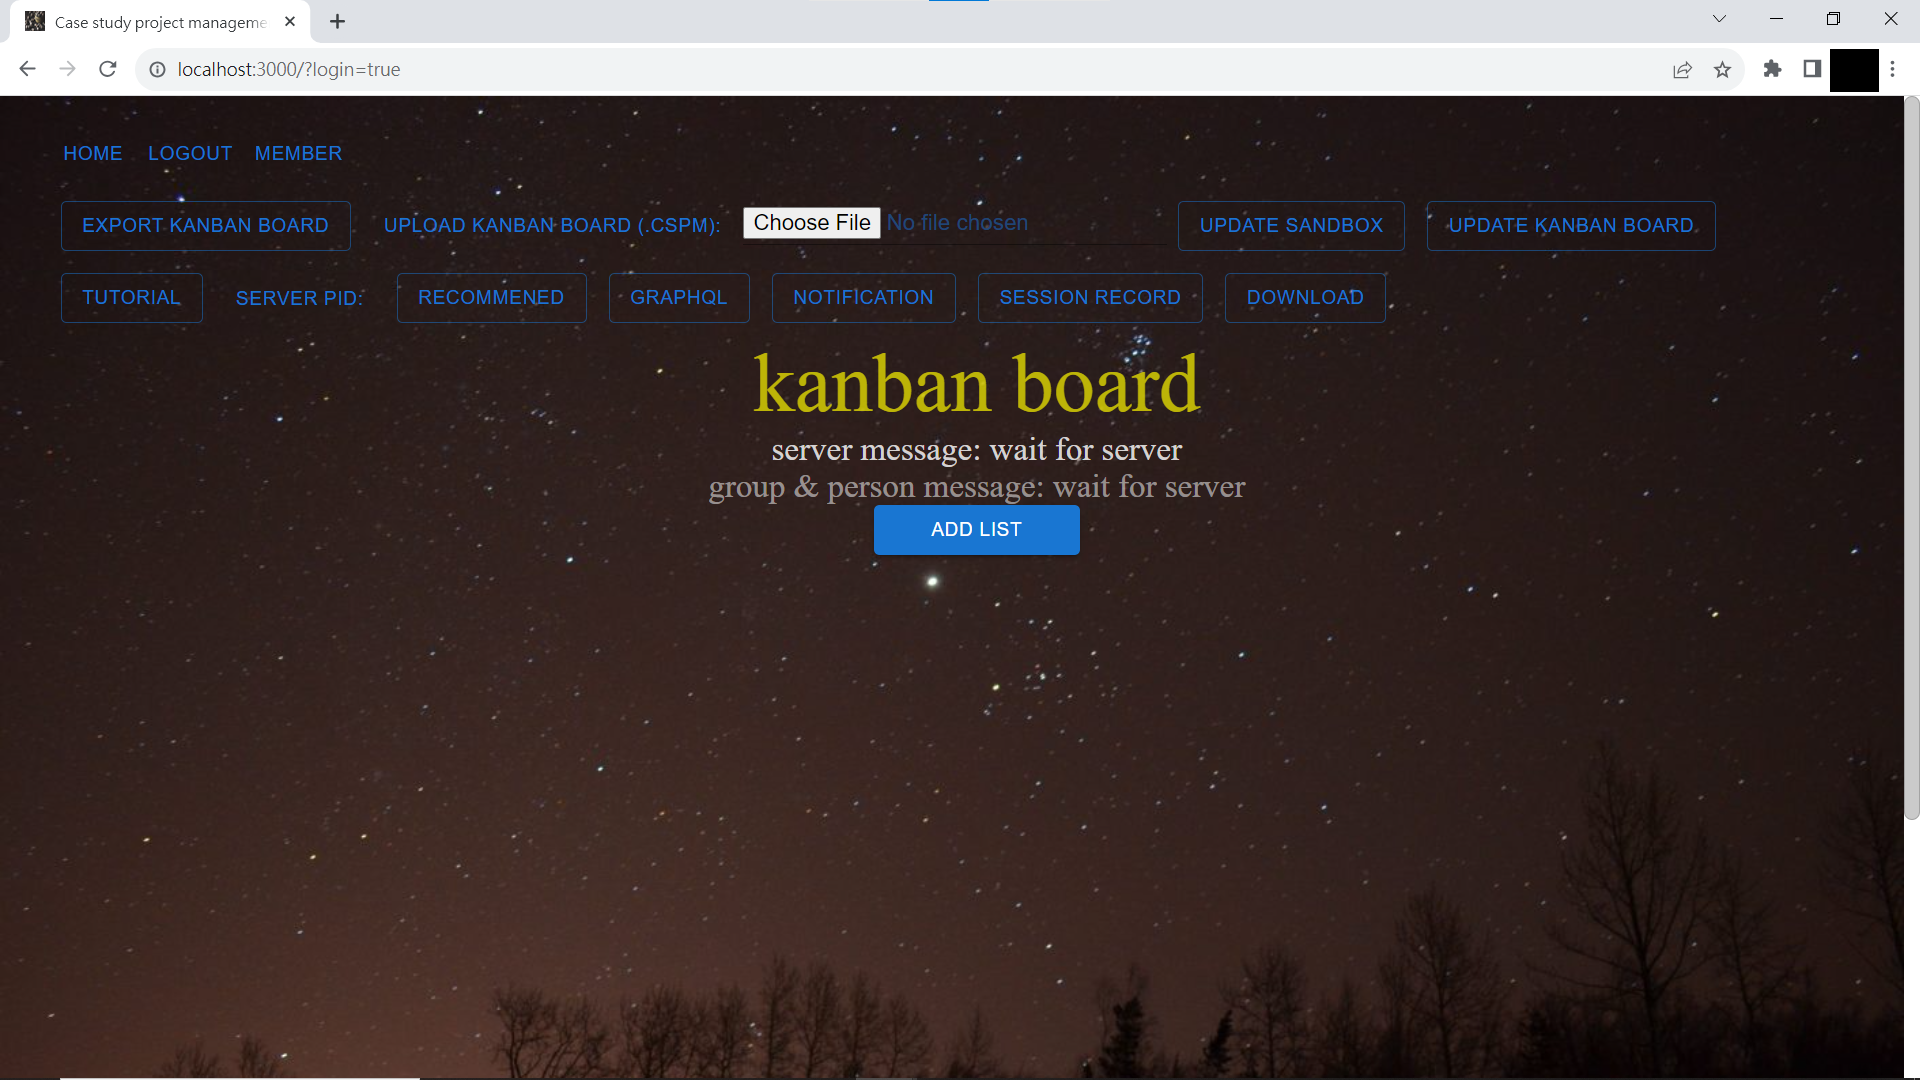 Case study project manageme
localhost:3000/?login=true
HOME LOGOUT MEMBER
EXPORT KANBAN BOARD UPLOAD KANBAN BOARD (.CSPM): Choose File No file chosen UPDATE SANDBOX UPDATE KANBAN BOARD
TUTORIAL SERVER PID: RECOMMENED GRAPHQL NOTIFICATION SESSION RECORD DOWNLOAD
kanban board
server message: wait for server
group & person message: wait for server
ADD LIST